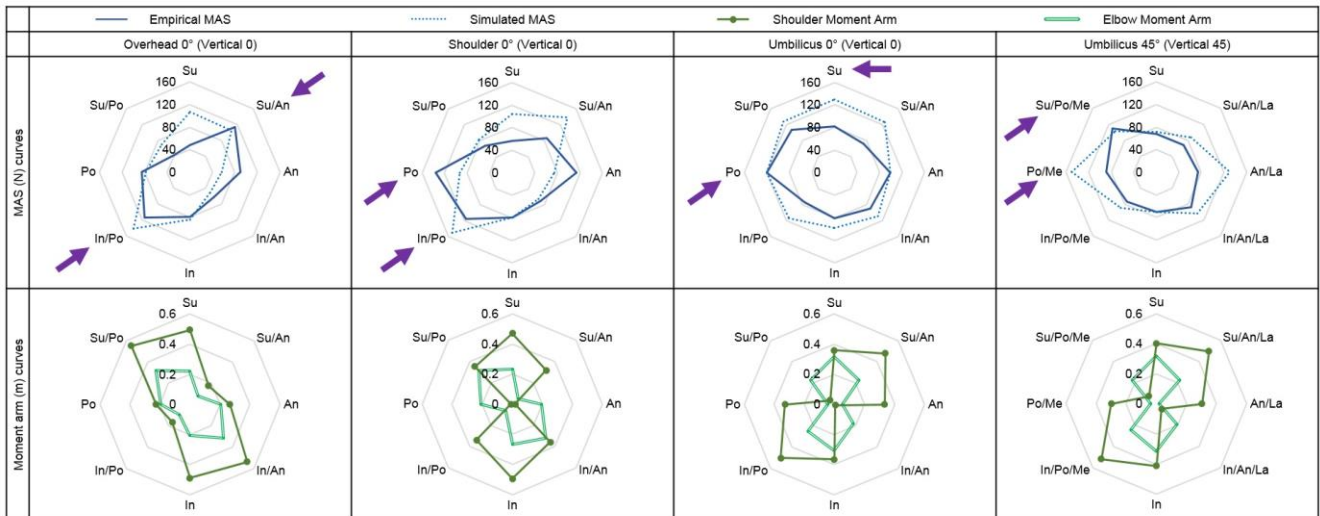 Empirical MAS Simulated MAS Shoulder Moment Arm Elbow Moment Arm
Overhead 0° (Vertical 0) Shoulder 0° (Vertical 0) Umbilicus 0° (Vertical 0) Umbilicus 45° (Vertical 45)
MAS (N) curves
Su
160
120
80
40
0
Su/An
An
In/An
In
In/Po
Po
Su/Po
Su
160
120
80
40
0
Su/An
An
In/An
In
In/Po
Po
Su/Po
Su
160
120
80
40
0
Su/An
An
In/An
In
In/Po
Po
Su/Po
Su
160
120
80
40
0
Su/An/La
An/La
In/An/La
In
In/Po/Me
Po/Me
Su/Po/Me
Moment arm (m) curves
Su
0.6
0.4
0.2
0
Su/An
An
In/An
In
In/Po
Po
Su/Po
Su
0.6
0.4
0.2
0
Su/An
An
In/An
In
In/Po
Po
Su/Po
Su
0.6
0.4
0.2
0
Su/An
An
In/An
In
In/Po
Po
Su/Po
Su
0.6
0.4
0.2
0
Su/An/La
An/La
In/An/La
In
In/Po/Me
Po/Me
Su/Po/Me